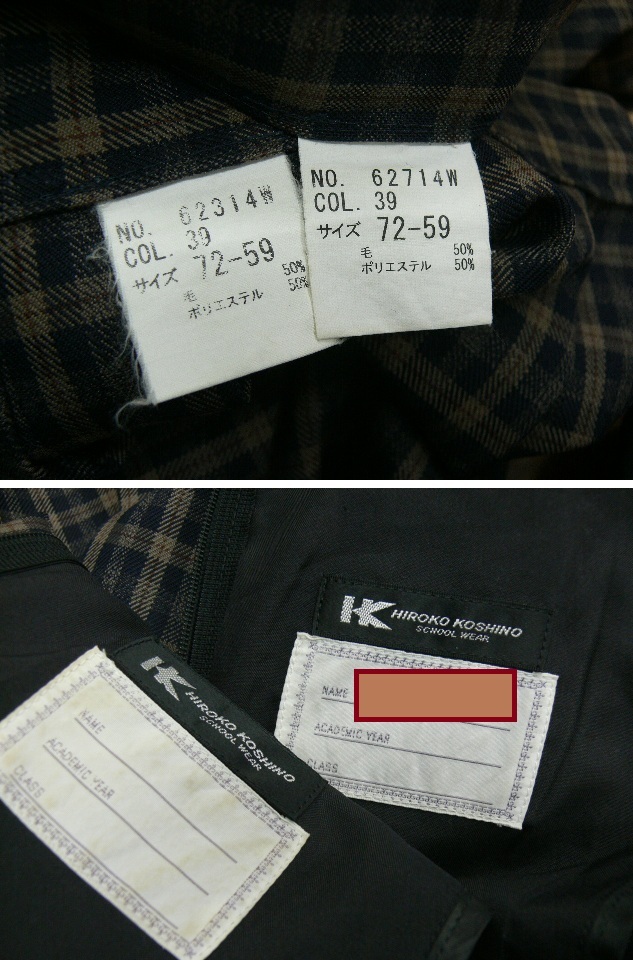 NO. 62314W
COL. 39
サイズ 72-59
毛 50%
ポリエステル 50%
NO. 62714W
COL. 39
サイズ 72-59
毛 50%
ポリエステル 50%
HK HIROKO KOSHINO
SCHOOL WEAR
NAME
ACADEMIC YEAR
CLASS
HK HIROKO KOSHINO
SCHOOL WEAR
NAME
ACADEMIC YEAR
CLASS